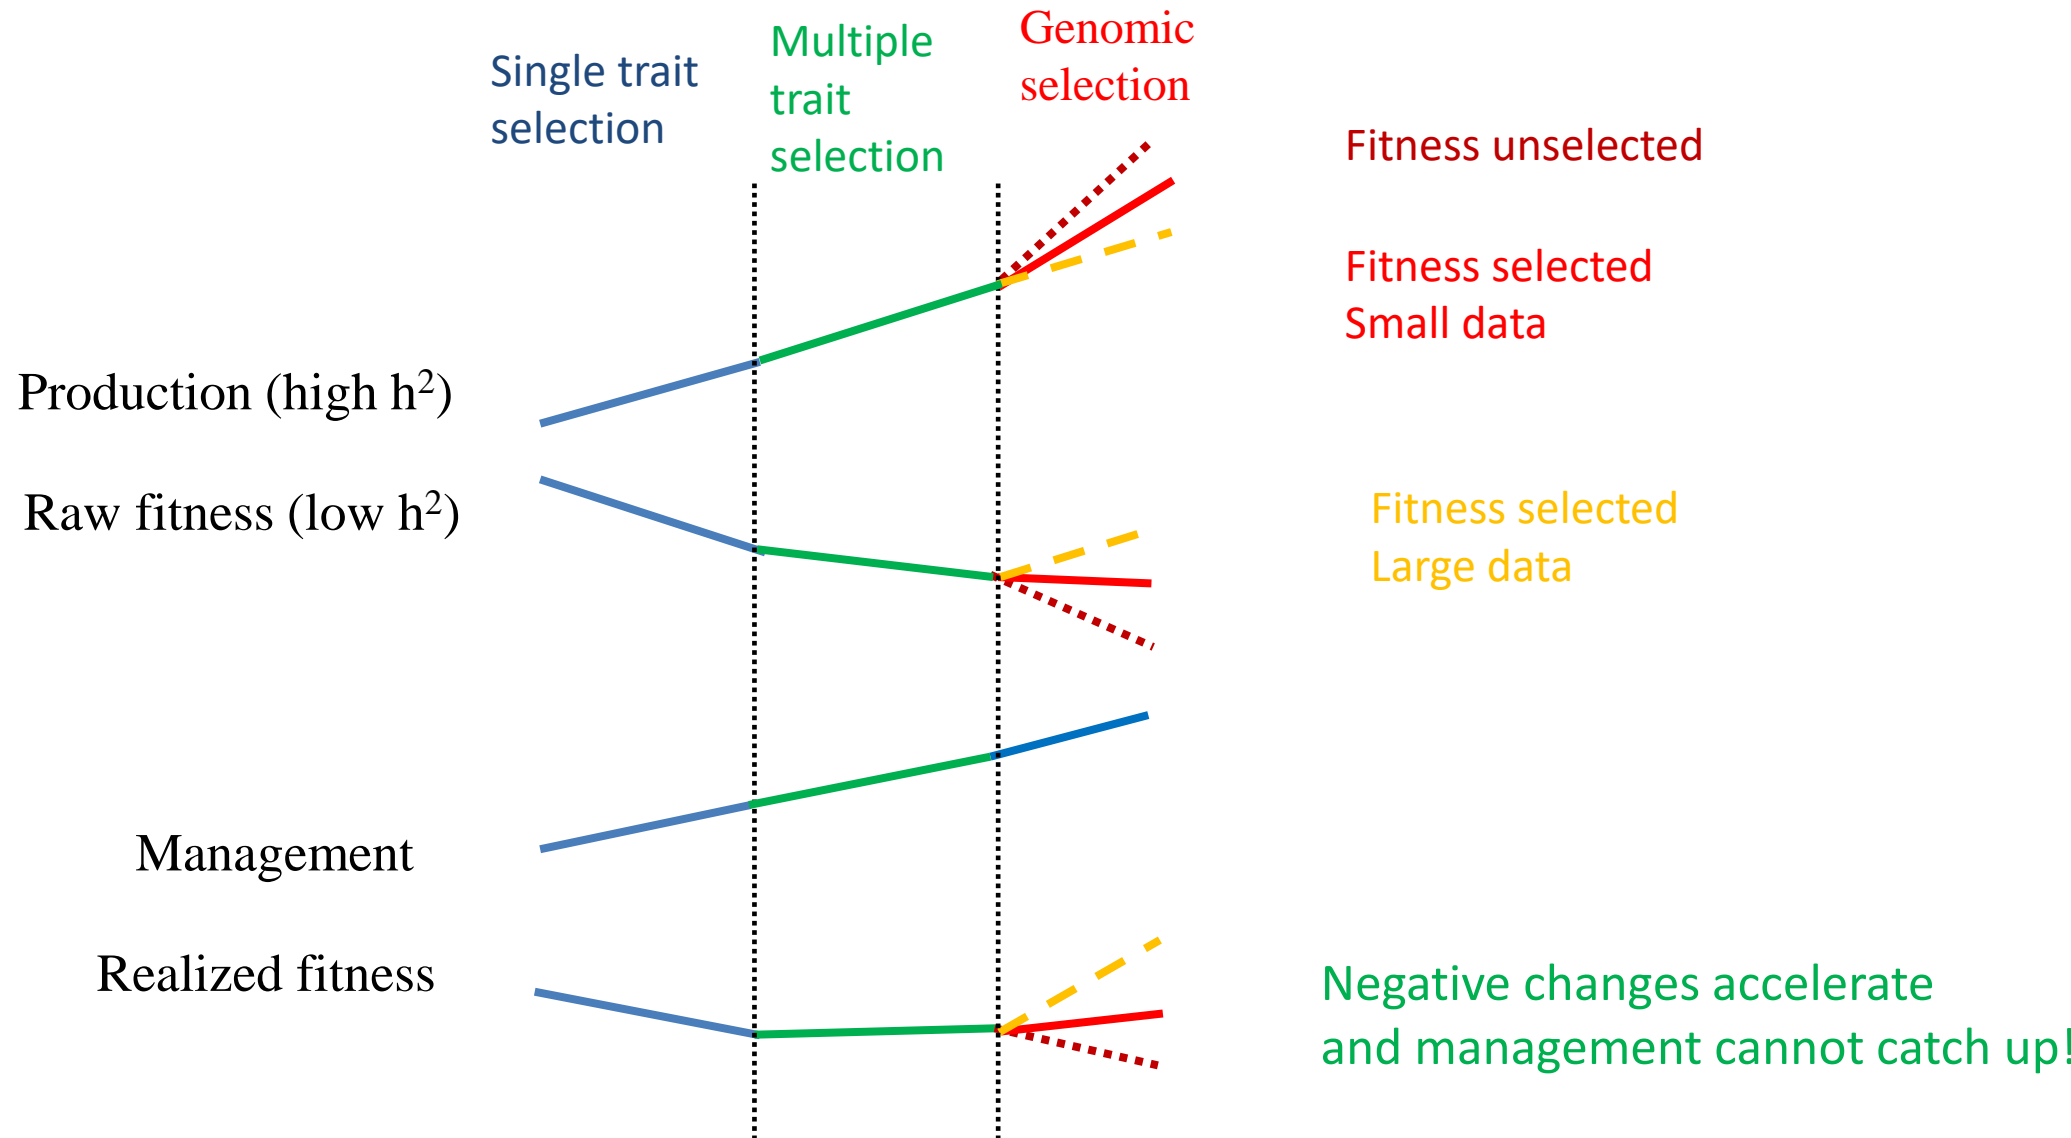 Single trait
selection
Multiple
trait
selection
Genomic
selection
Fitness unselected
Fitness selected
Small data
Production (high h²)
Raw fitness (low h²)
Fitness selected
Large data
Management
Realized fitness
Negative changes accelerate
and management cannot catch up!